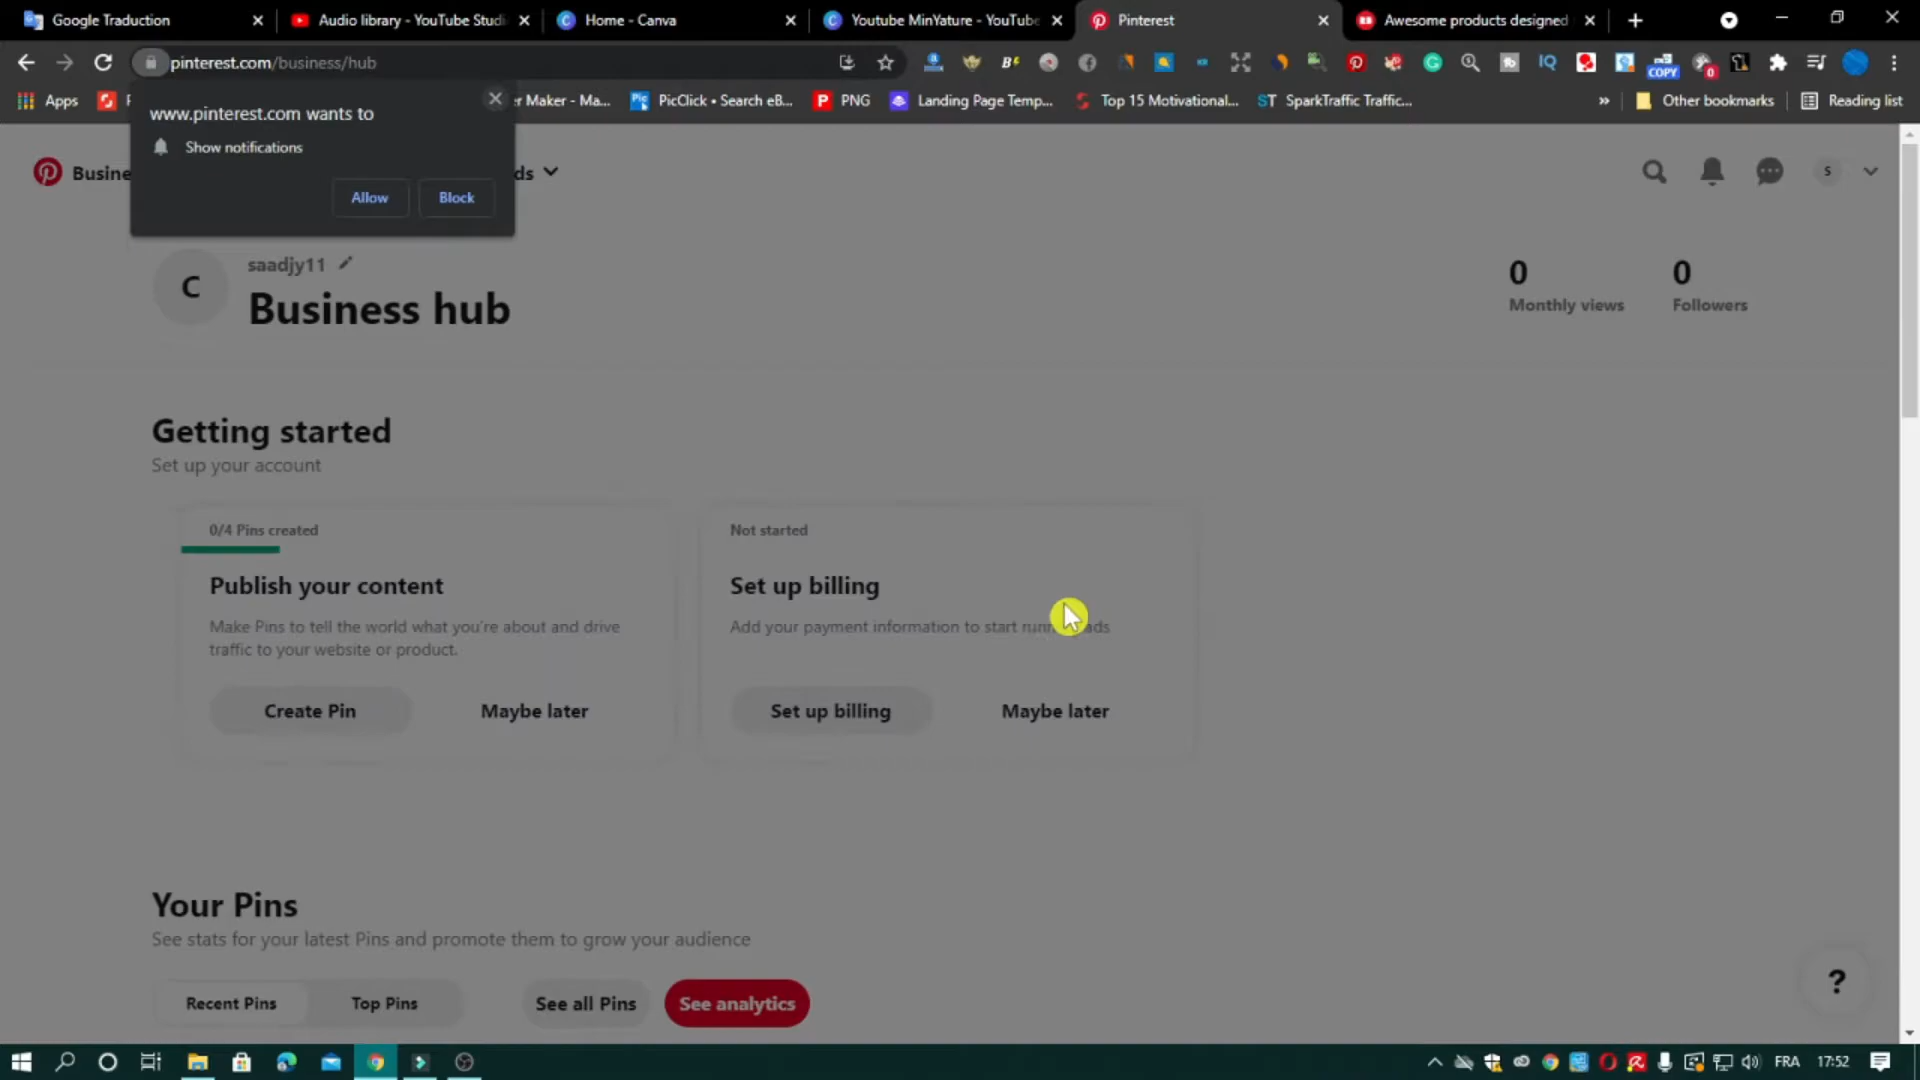 Google Traduction
Audio library - YouTube Studi
Home - Canva
Youtube MinYature - YouTube
Pinterest
Awesome products designed
pinterest.com/business/hub
Apps
r Maker - Ma...
PicClick • Search eB...
PNG
Landing Page Temp...
Top 15 Motivational...
ST SparkTraffic Traffic...
»
Other bookmarks
Reading list
www.pinterest.com wants to
Show notifications
Allow
Block
Busine
ds
S
C
saadjy11
Business hub
0
Monthly views
0
Followers
Getting started
Set up your account
0/4 Pins created
Publish your content
Make Pins to tell the world what you're about and drive
traffic to your website or product.
Create Pin
Maybe later
Not started
Set up billing
Add your payment information to start runn ads
Set up billing
Maybe later
Your Pins
See stats for your latest Pins and promote them to grow your audience
Recent Pins
Top Pins
See all Pins
See analytics
?
FRA
17:52